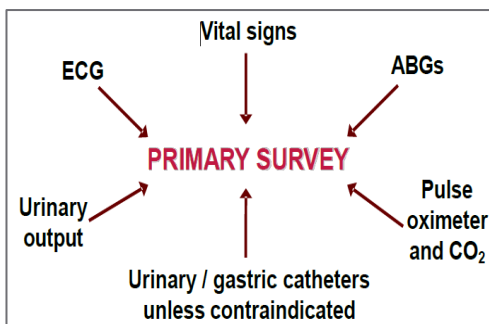 Vital signs
ECG
ABGs
PRIMARY SURVEY
Urinary
output
Pulse
oximeter
and CO₂
Urinary / gastric catheters
unless contraindicated